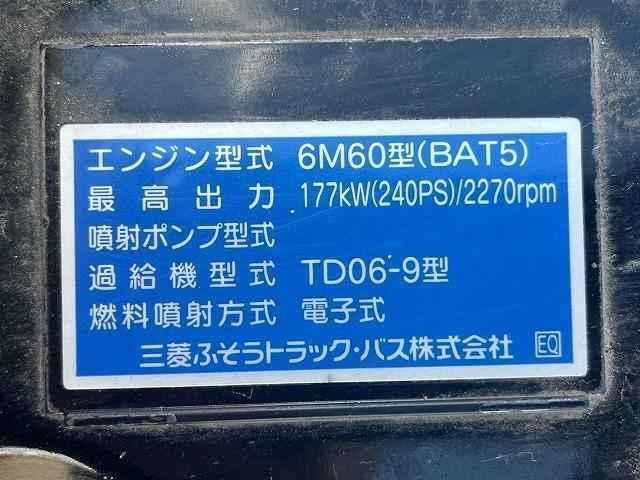 エンジン型式 6M60型(BAT5)
最高出力 177kW(240PS)/2270rpm
噴射ポンプ型式
過給機型式 TD06-9型
燃料噴射方式 電子式
三菱ふそうトラック・バス株式会社 EQ